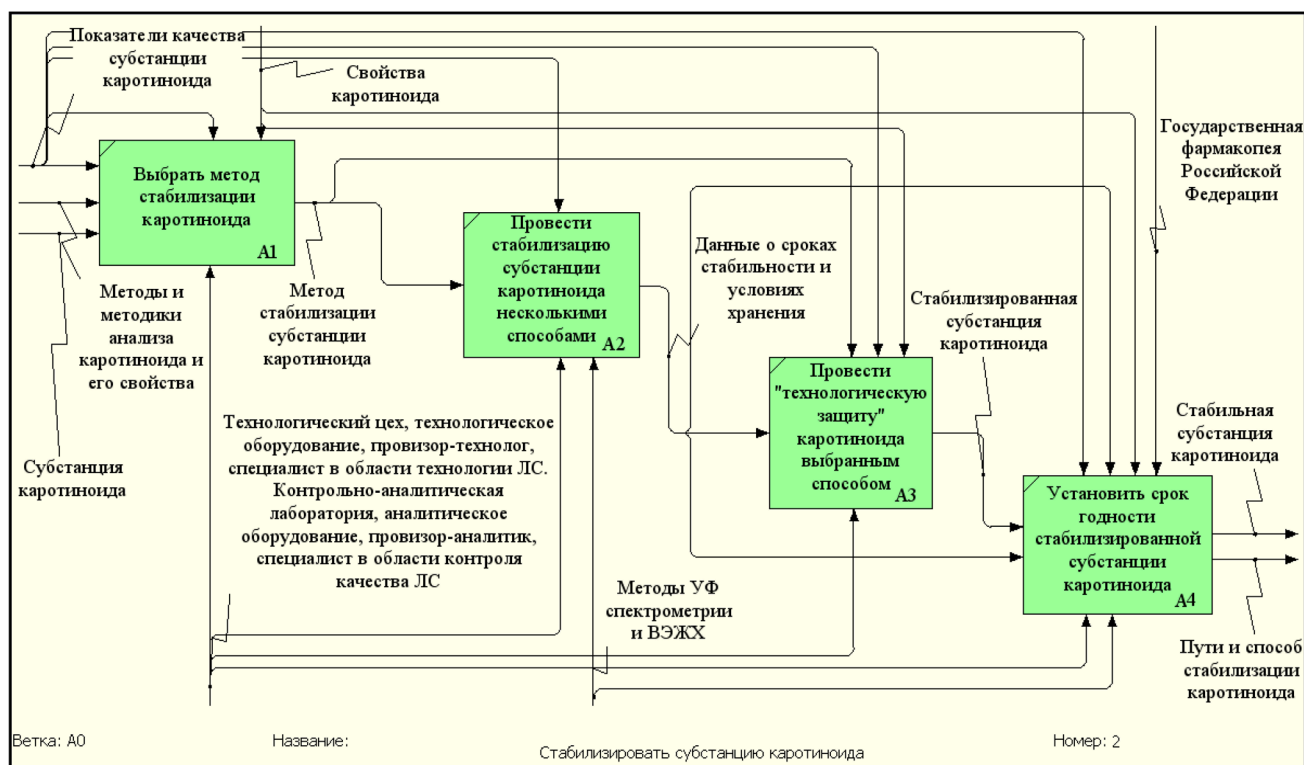 Показатели качества
субстанции
каротиноида
Свойства
каротиноида
Государственная
фармакопея
Российской
Федерации
Выбрать метод
стабилизации
каротиноида
A1
Провести
стабилизацию
субстанции
каротиноида
несколькими
способами
A2
Данные о сроках
стабильности и
условиях
хранения
Методы и
методики
анализа
каротиноида и
его свойства
Метод
стабилизации
субстанции
каротиноида
Стабилизированная
субстанция
каротиноида
Провести
"технологическую
защиту"
каротиноида
выбранным
способом
A3
Субстанция
каротиноида
Технологический цех, технологическое
оборудование, провизор-технолог,
специалист в области технологии ЛС.
Контрольно-аналитическая
лаборатория, аналитическое
оборудование, провизор-аналитик,
специалист в области контроля
качества ЛС
Стабильная
субстанция
каротиноида
Установить срок
годности
стабилизированной
субстанции
каротиноида
A4
Методы УФ
спектрометрии
и ВЭЖХ
Пути и способ
стабилизации
каротиноида
Ветка: A0
Название:
Стабилизировать субстанцию каротиноида
Номер: 2